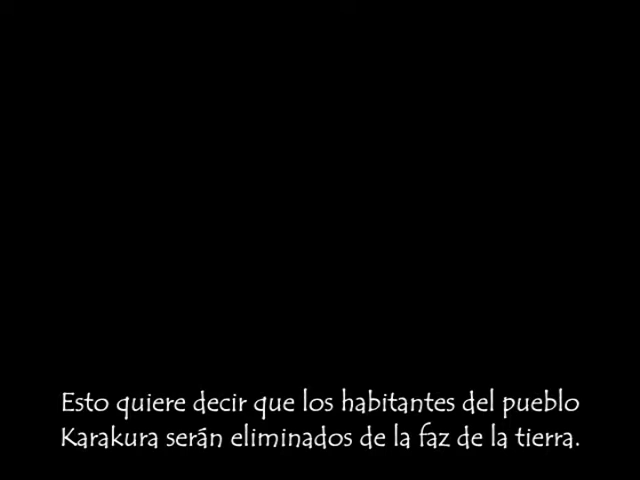 Esto quiere decir que los habitantes del pueblo
Karakura serán eliminados de la faz de la tierra.